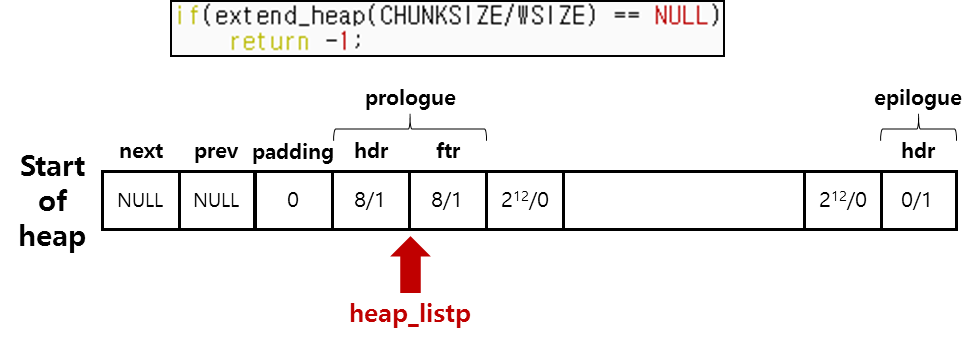 if(extend_heap(CHUNKSIZE/WSIZE) == NULL)
return -1;
prologue epilogue
next prev padding hdr ftr hdr
Start
of
heap
NULL NULL 0 8/1 8/1 2¹²/0 2¹²/0 0/1
heap_listp